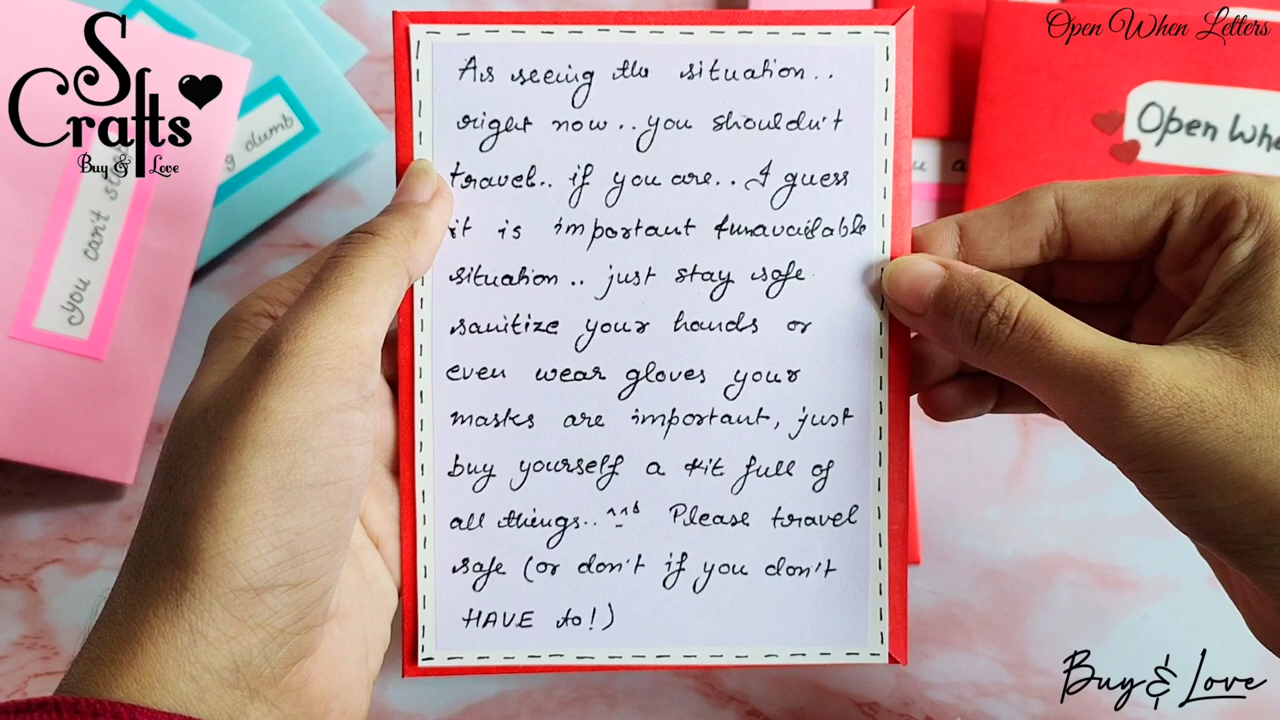 S
Crafts
Buy & Love
Open When Letters
you can't s
g dumb
Open Whe
u a
As seeing the situation..
right now.. you shouldn't
travel.. if you are.. I guess
it is important funavailable
situation.. just stay safe
sanitize your hands or
even wear gloves your
masks are important, just
buy yourself a kit full of
all things.. ^_^6 Please travel
safe (or don't if you don't
HAVE to!)
Buy & Love